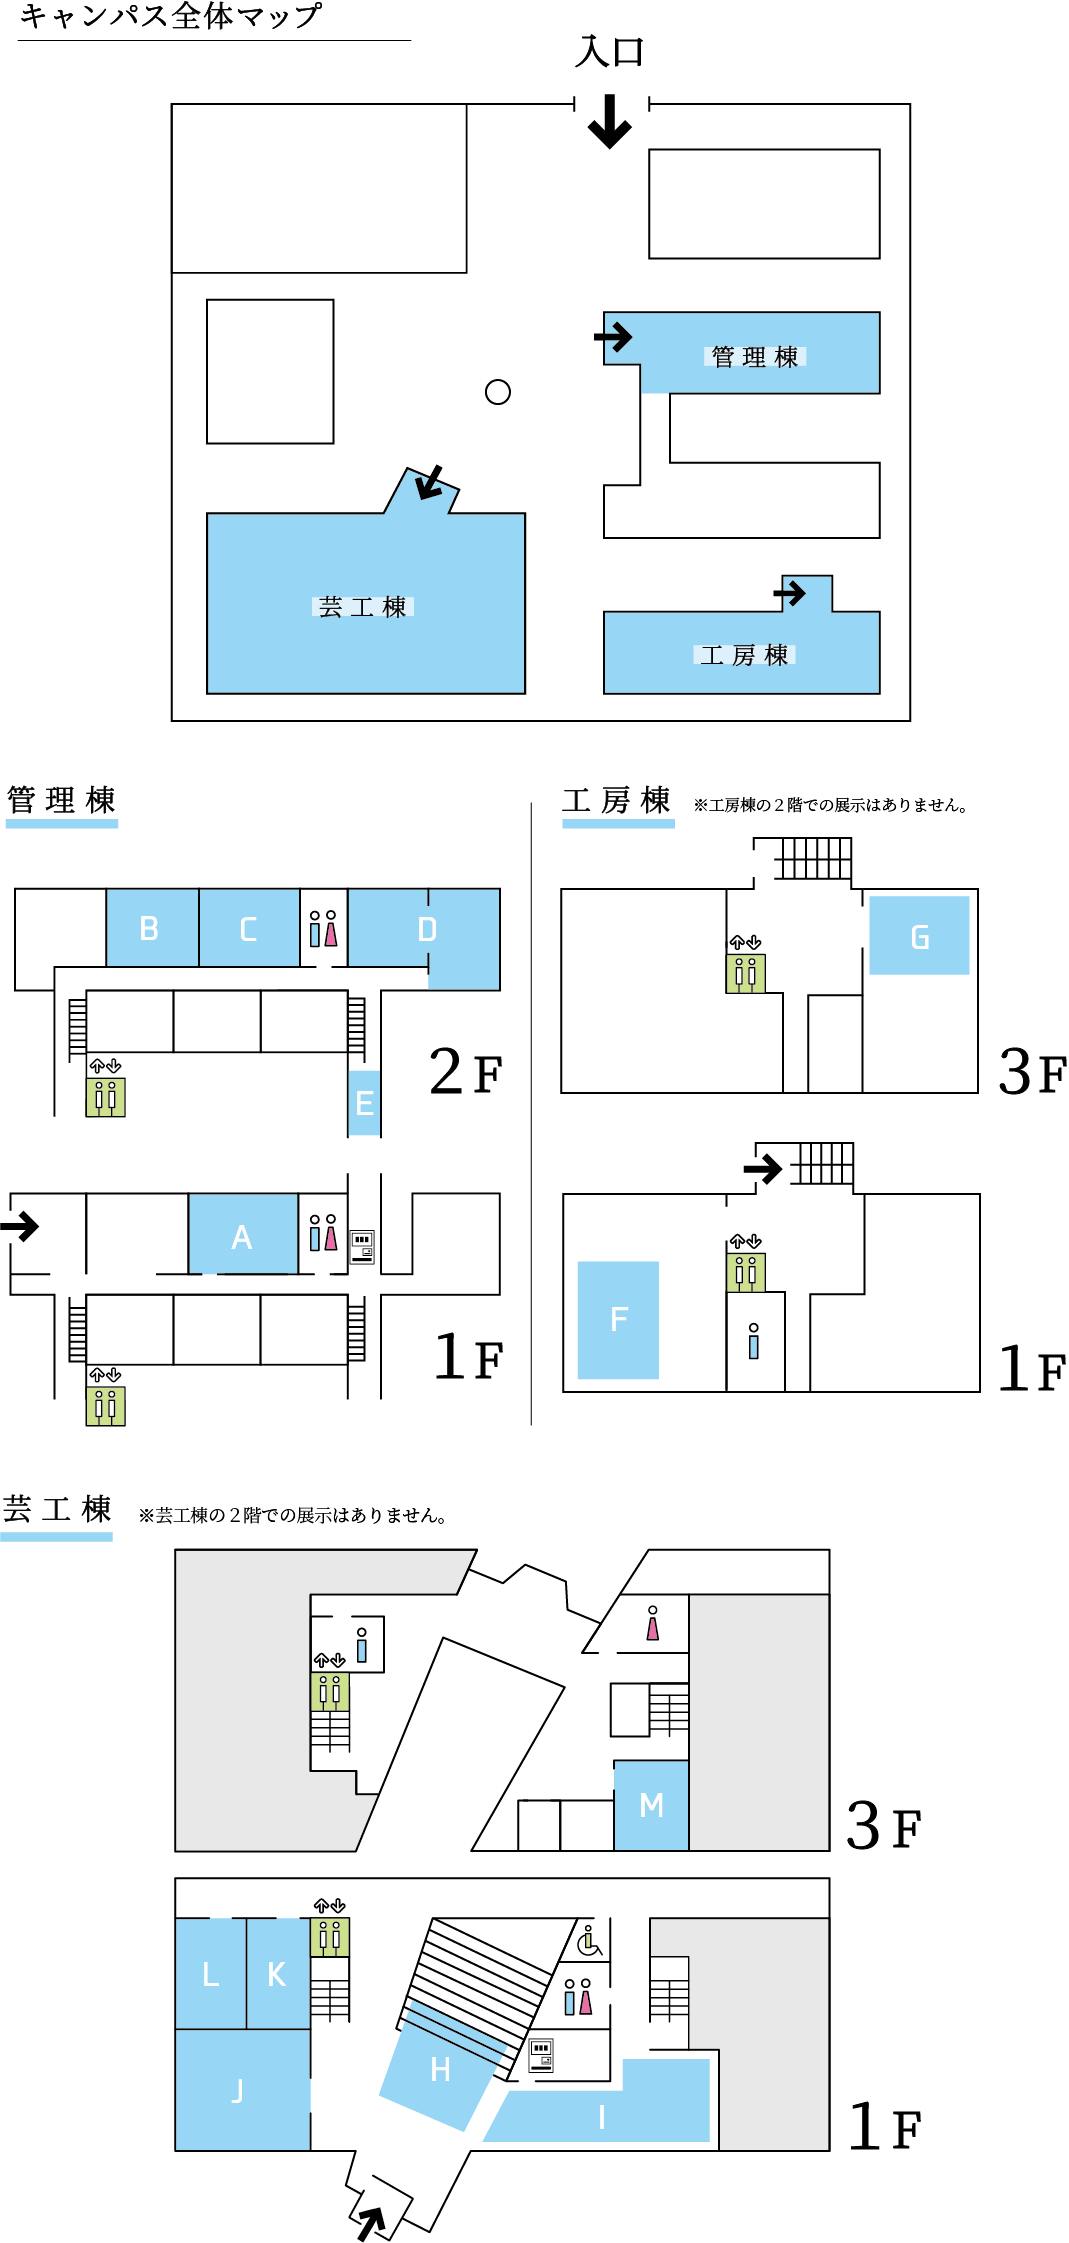 キャンパス全体マップ
入口
管理棟
芸工棟
工房棟
管理棟
B
C
D
E
2F
A
1F
工房棟
※工房棟の2階での展示はありません。
G
3F
F
1F
芸工棟
※芸工棟の2階での展示はありません。
M
3F
L
K
J
H
I
1F